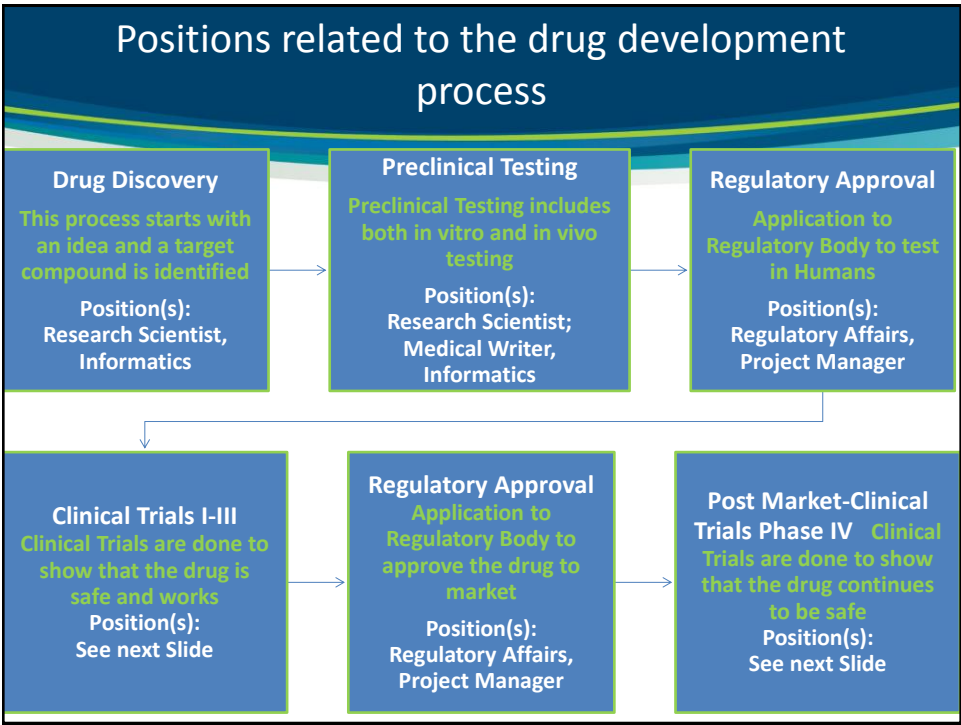 Positions related to the drug development
process
Drug Discovery
This process starts with
an idea and a target
compound is identified
Position(s):
Research Scientist,
Informatics
Preclinical Testing
Preclinical Testing includes
both in vitro and in vivo
testing
Position(s):
Research Scientist;
Medical Writer,
Informatics
Regulatory Approval
Application to
Regulatory Body to test
in Humans
Position(s):
Regulatory Affairs,
Project Manager
Clinical Trials I-III
Clinical Trials are done to
show that the drug is
safe and works
Position(s):
See next Slide
Regulatory Approval
Application to
Regulatory Body to
approve the drug to
market
Position(s):
Regulatory Affairs,
Project Manager
Post Market-Clinical
Trials Phase IV Clinical
Trials are done to show
that the drug continues
to be safe
Position(s):
See next Slide